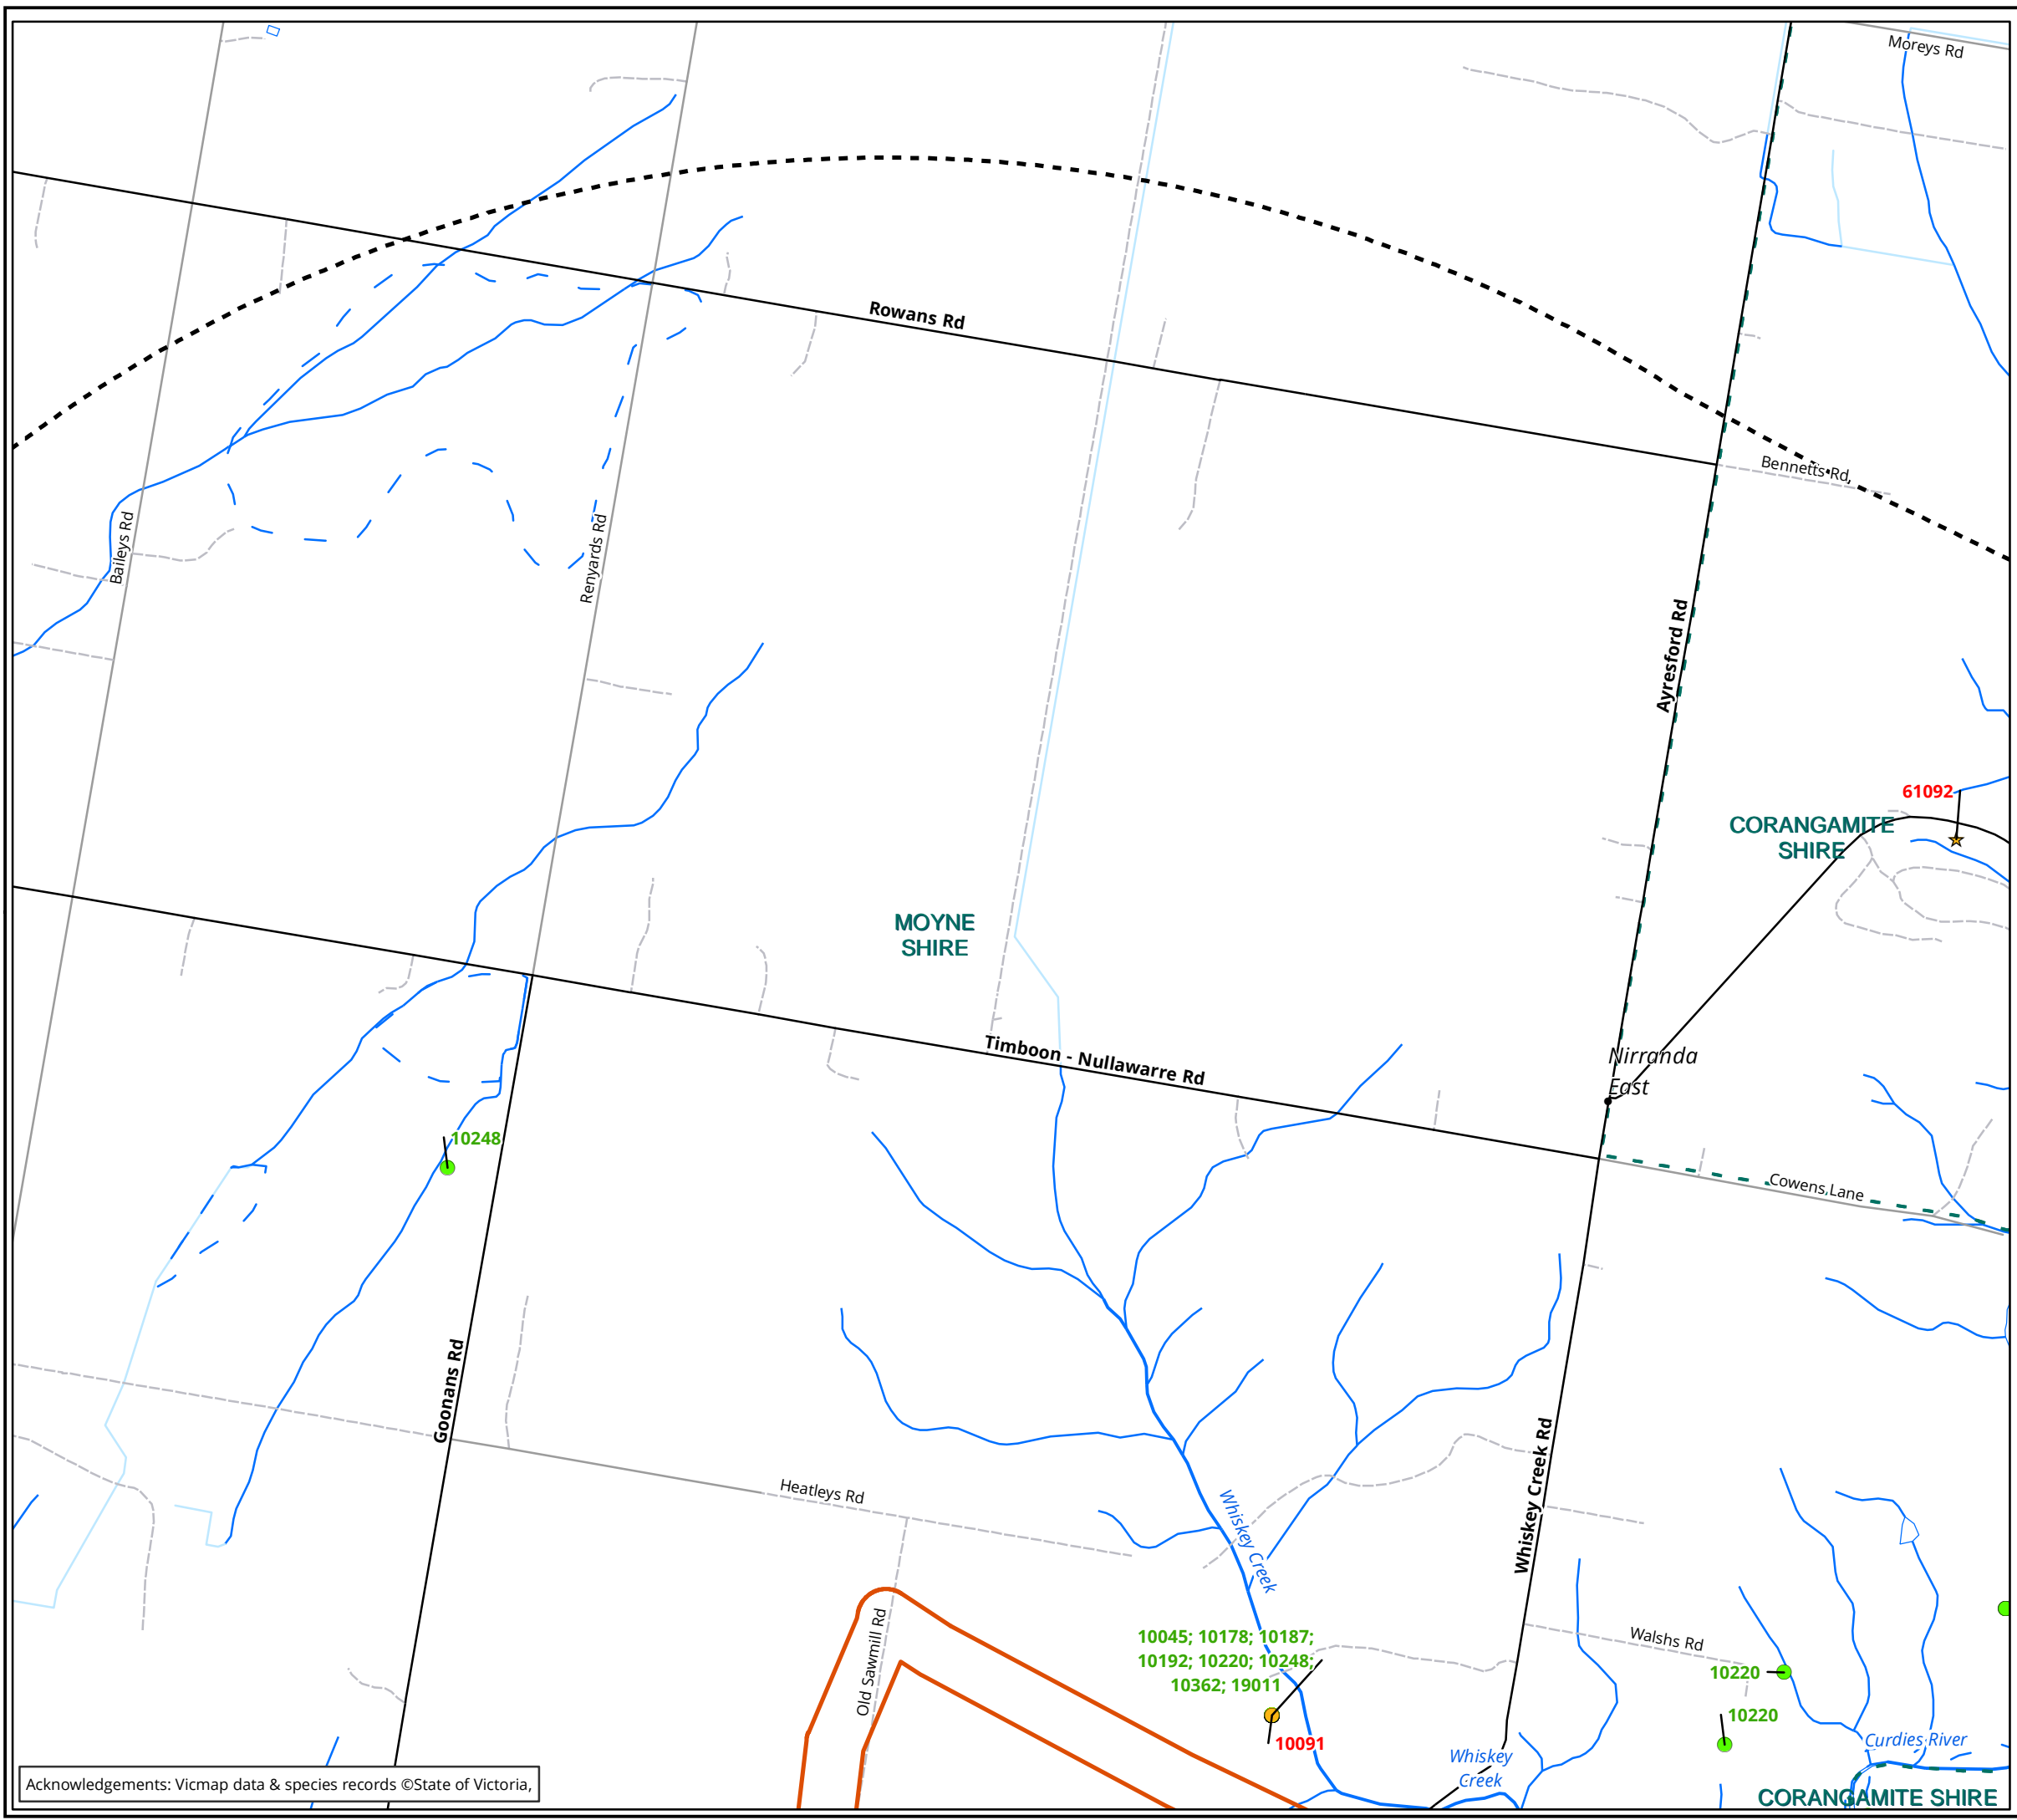 Moreys Rd
Rowans Rd
Bennetts Rd
Baileys Rd
Renyards Rd
Ayresford Rd
61092
CORANGAMITE
SHIRE
MOYNE
SHIRE
Timboon - Nullawarre Rd
Nirranda
East
10248
Cowens Lane
Goonans Rd
Heatleys Rd
Whiskey Creek
Whiskey Creek Rd
Old Sawmill Rd
10045; 10178; 10187;
10192; 10220; 10248;
10362; 19011
10091
Walshs Rd
10220
10220
Curdies River
Whiskey
Creek
CORANGAMITE SHIRE
Acknowledgements: Vicmap data & species records ©State of Victoria,